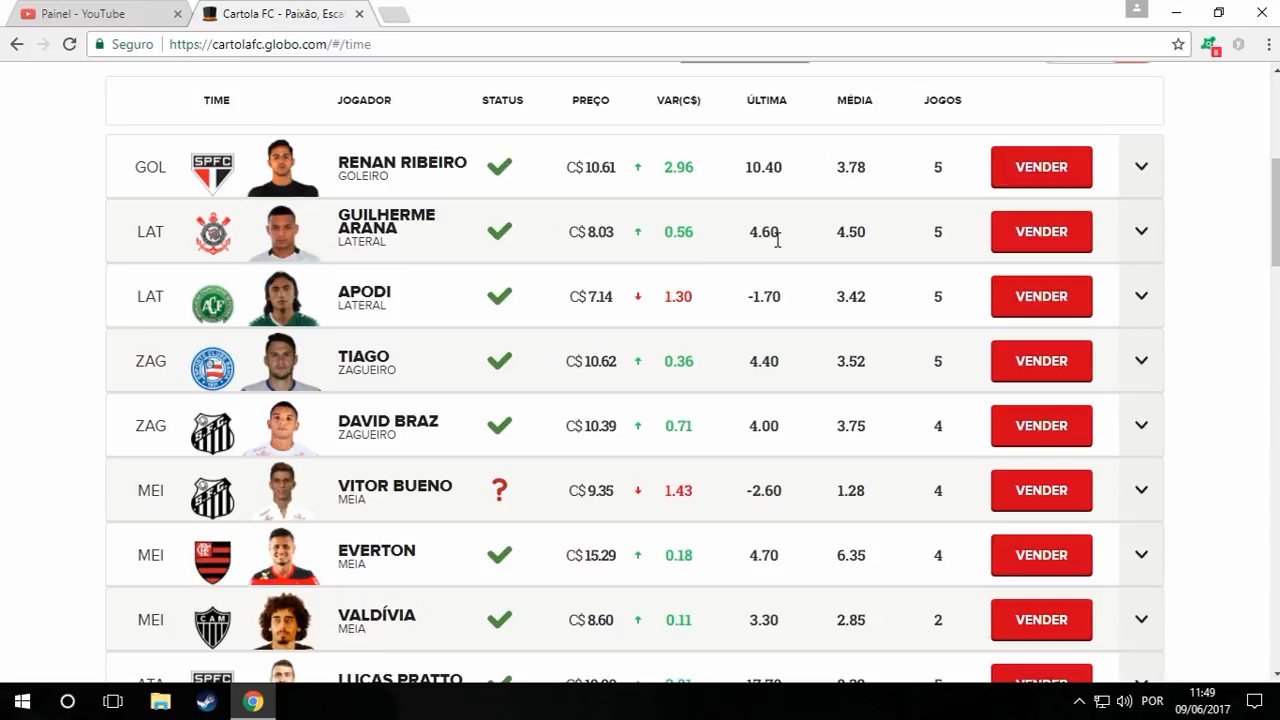 Painel - YouTube
Cartola FC - Paixão, Esca
Seguro
https://cartolafc.globo.com/#/time
8
TIME JOGADOR STATUS PREÇO VAR(C$) ÚLTIMA MÉDIA JOGOS
GOL SPFC RENAN RIBEIRO GOLEIRO C$ 10.61 2.96 10.40 3.78 5 VENDER
LAT GUILHERME ARANA LATERAL C$ 8.03 0.56 4.60 4.50 5 VENDER
LAT ACF APODI LATERAL C$ 7.14 1.30 -1.70 3.42 5 VENDER
ZAG TIAGO ZAGUEIRO C$ 10.62 0.36 4.40 3.52 5 VENDER
ZAG DAVID BRAZ ZAGUEIRO C$ 10.39 0.71 4.00 3.75 4 VENDER
MEI VITOR BUENO MEIA ? C$ 9.35 1.43 -2.60 1.28 4 VENDER
MEI EVERTON MEIA C$ 15.29 0.18 4.70 6.35 4 VENDER
MEI CAM VALDÍVIA MEIA C$ 8.60 0.11 3.30 2.85 2 VENDER
ATA SPFC LUCAS PRATTO VENDER
POR
11:49
09/06/2017